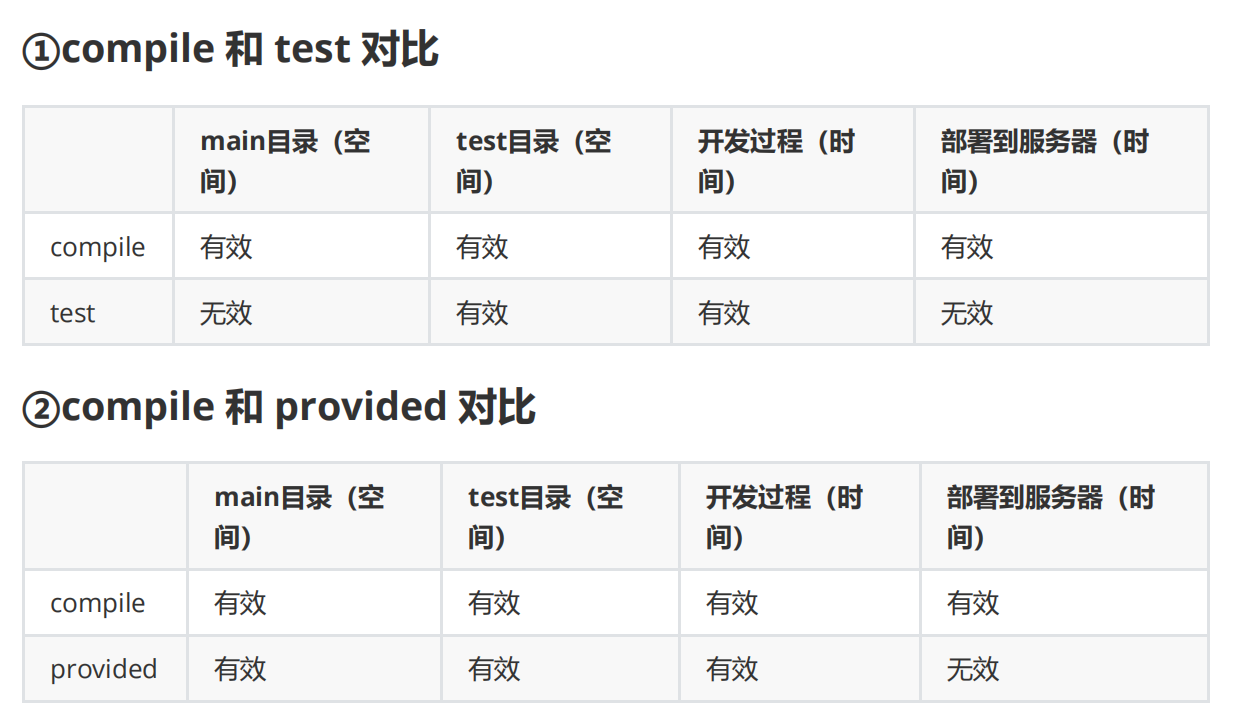 ①compile 和 test 对比
main目录（空间） test目录（空间） 开发过程（时间） 部署到服务器（时间）
compile 有效 有效 有效 有效
test 无效 有效 有效 无效
②compile 和 provided 对比
main目录（空间） test目录（空间） 开发过程（时间） 部署到服务器（时间）
compile 有效 有效 有效 有效
provided 有效 有效 有效 无效